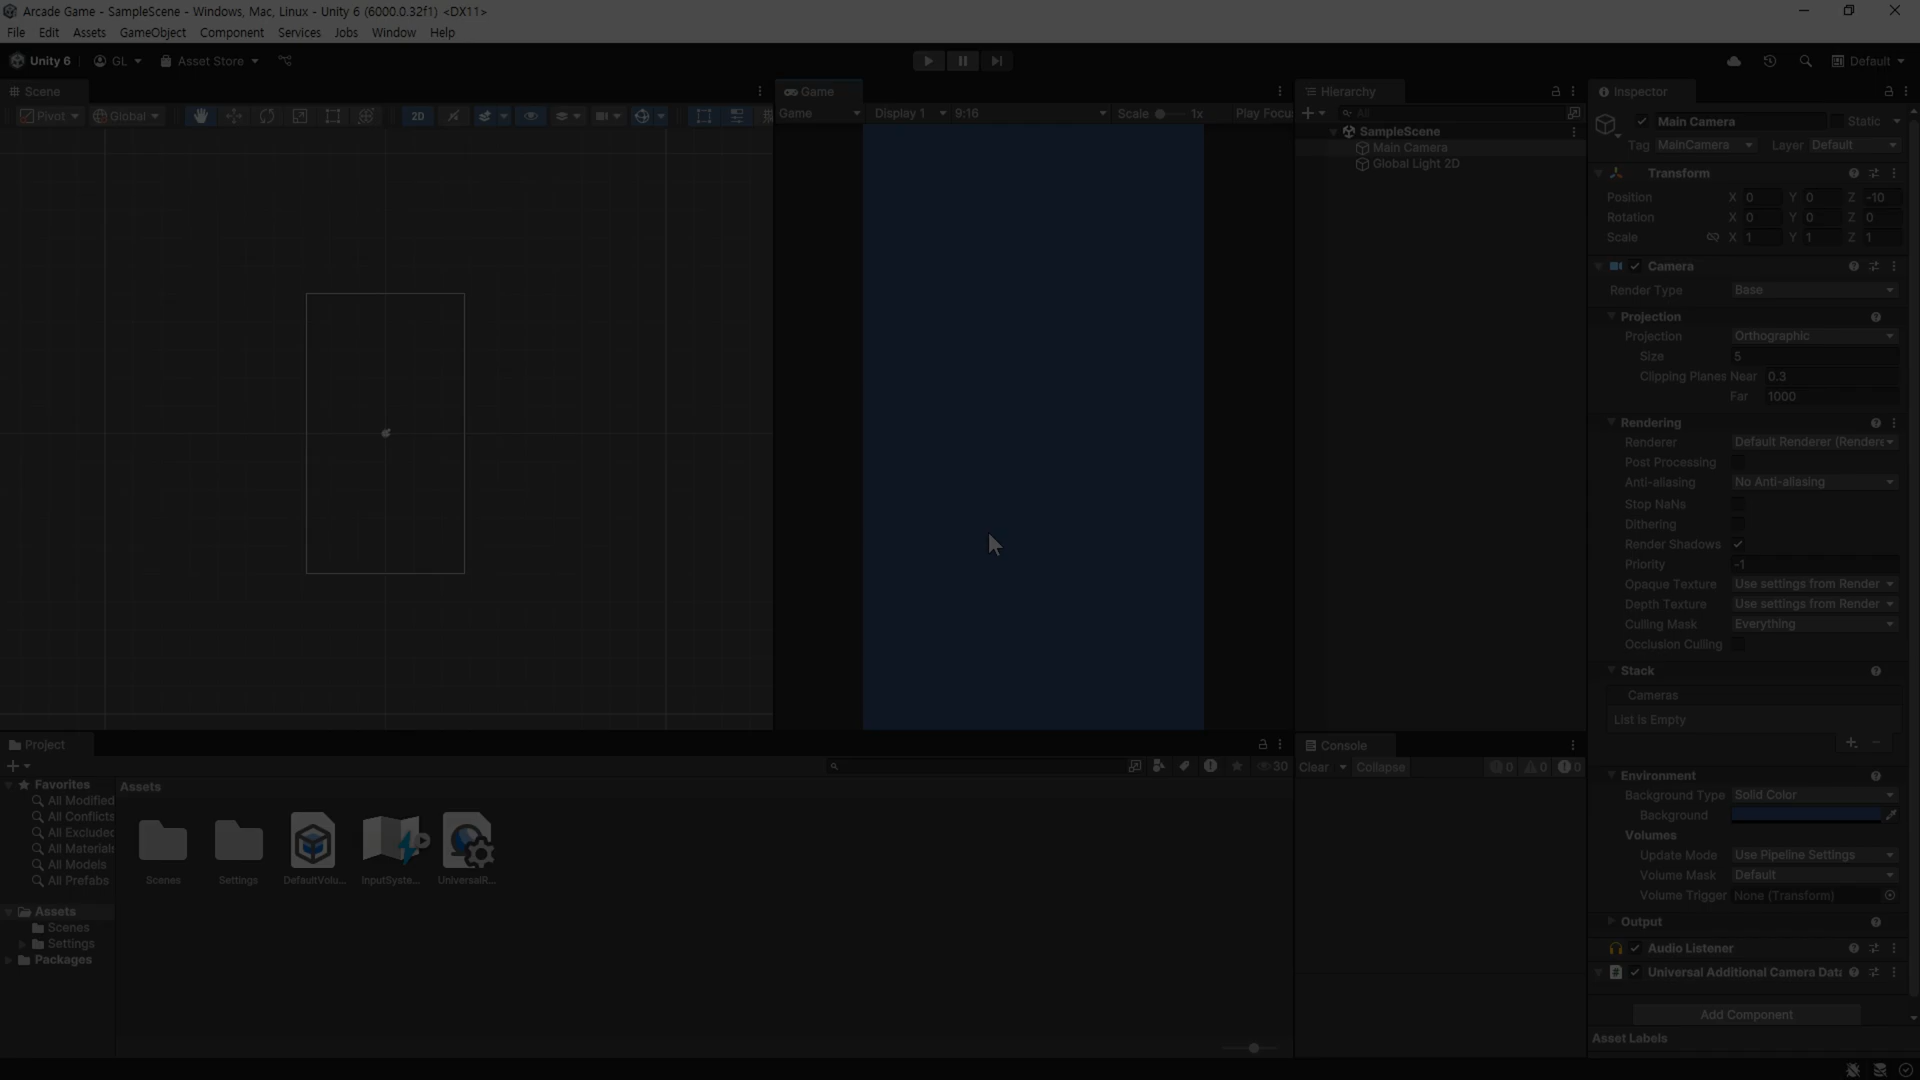 Arcade Game - SampleScene - Windows, Mac, Linux - Unity 6 (6000.0.32f1) <DX11>
File Edit Assets GameObject Component Services Jobs Window Help
Unity 6 GL Asset Store Default
Scene
Pivot Global 2D
Game
Game Display 1 9:16 Scale 1x Play Focu
Hierarchy
All
SampleScene
Main Camera
Global Light 2D
Inspector
Main Camera Static
Tag MainCamera Layer Default
Transform
Position X 0 Y 0 Z -10
Rotation X 0 Y 0 Z 0
Scale X 1 Y 1 Z 1
Camera
Render Type Base
Projection
Projection Orthographic
Size 5
Clipping Planes Near 0.3
Far 1000
Rendering
Renderer Default Renderer (Rendere
Post Processing
Anti-aliasing No Anti-aliasing
Stop NaNs
Dithering
Render Shadows
Priority -1
Opaque Texture Use settings from Render
Depth Texture Use settings from Render
Culling Mask Everything
Occlusion Culling
Stack
Cameras
List is Empty
Environment
Background Type Solid Color
Background
Volumes
Update Mode Use Pipeline Settings
Volume Mask Default
Volume Trigger None (Transform)
Output
Audio Listener
Universal Additional Camera Data
Add Component
Asset Labels
Project
30
Favorites
All Modified
All Conflicts
All Excluded
All Materials
All Models
All Prefabs
Assets
Scenes
Settings
Packages
Assets
Scenes Settings DefaultVolu... InputSyste... UniversalR...
Console
Clear Collapse 0 0 0